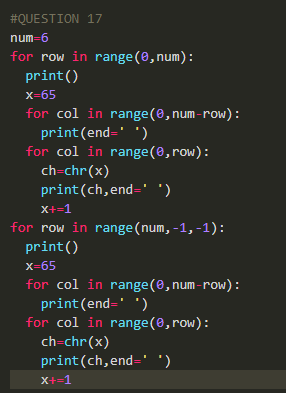 #QUESTION 17
num=6
for row in range(0,num):
  print()
  x=65
  for col in range(0,num-row):
    print(end=' ')
  for col in range(0,row):
    ch=chr(x)
    print(ch,end=' ')
    x+=1
for row in range(num,-1,-1):
  print()
  x=65
  for col in range(0,num-row):
    print(end=' ')
  for col in range(0,row):
    ch=chr(x)
    print(ch,end=' ')
    x+=1